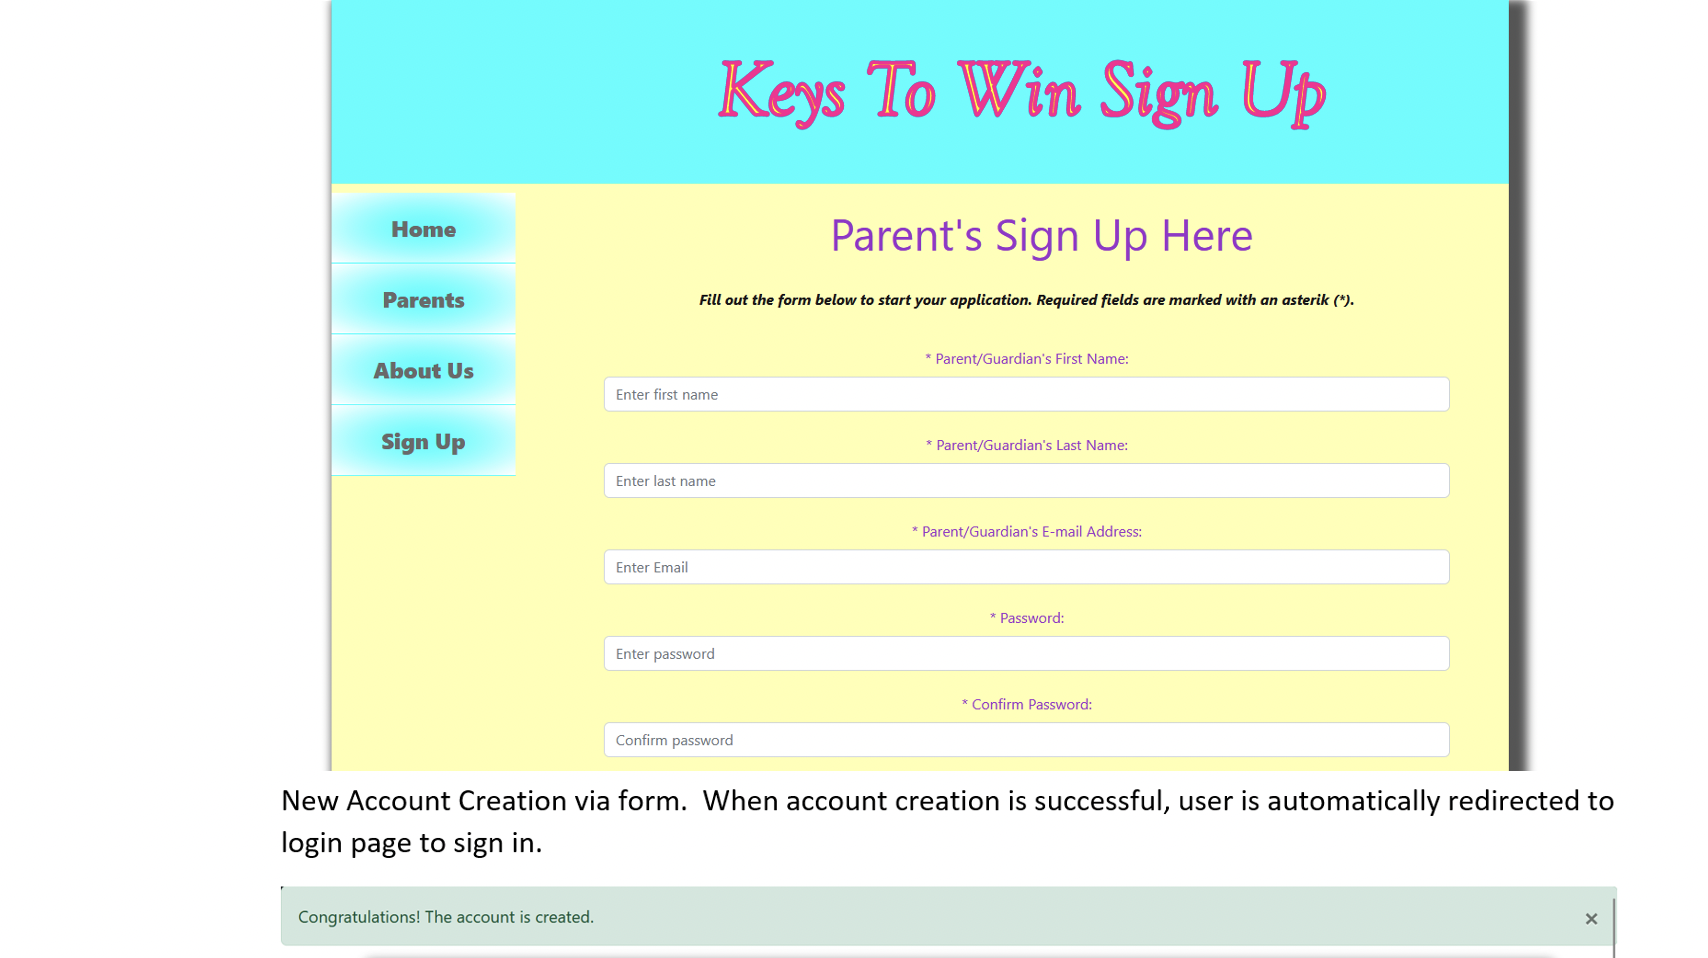 Keys To Win Sign Up
Home
Parents
About Us
Sign Up
Parent's Sign Up Here
Fill out the form below to start your application. Required fields are marked with an asterik (*).
* Parent/Guardian's First Name:
Enter first name
* Parent/Guardian's Last Name:
Enter last name
* Parent/Guardian's E-mail Address:
Enter Email
* Password:
Enter password
* Confirm Password:
Confirm password
New Account Creation via form.  When account creation is successful, user is automatically redirected to
login page to sign in.
Congratulations! The account is created.
×